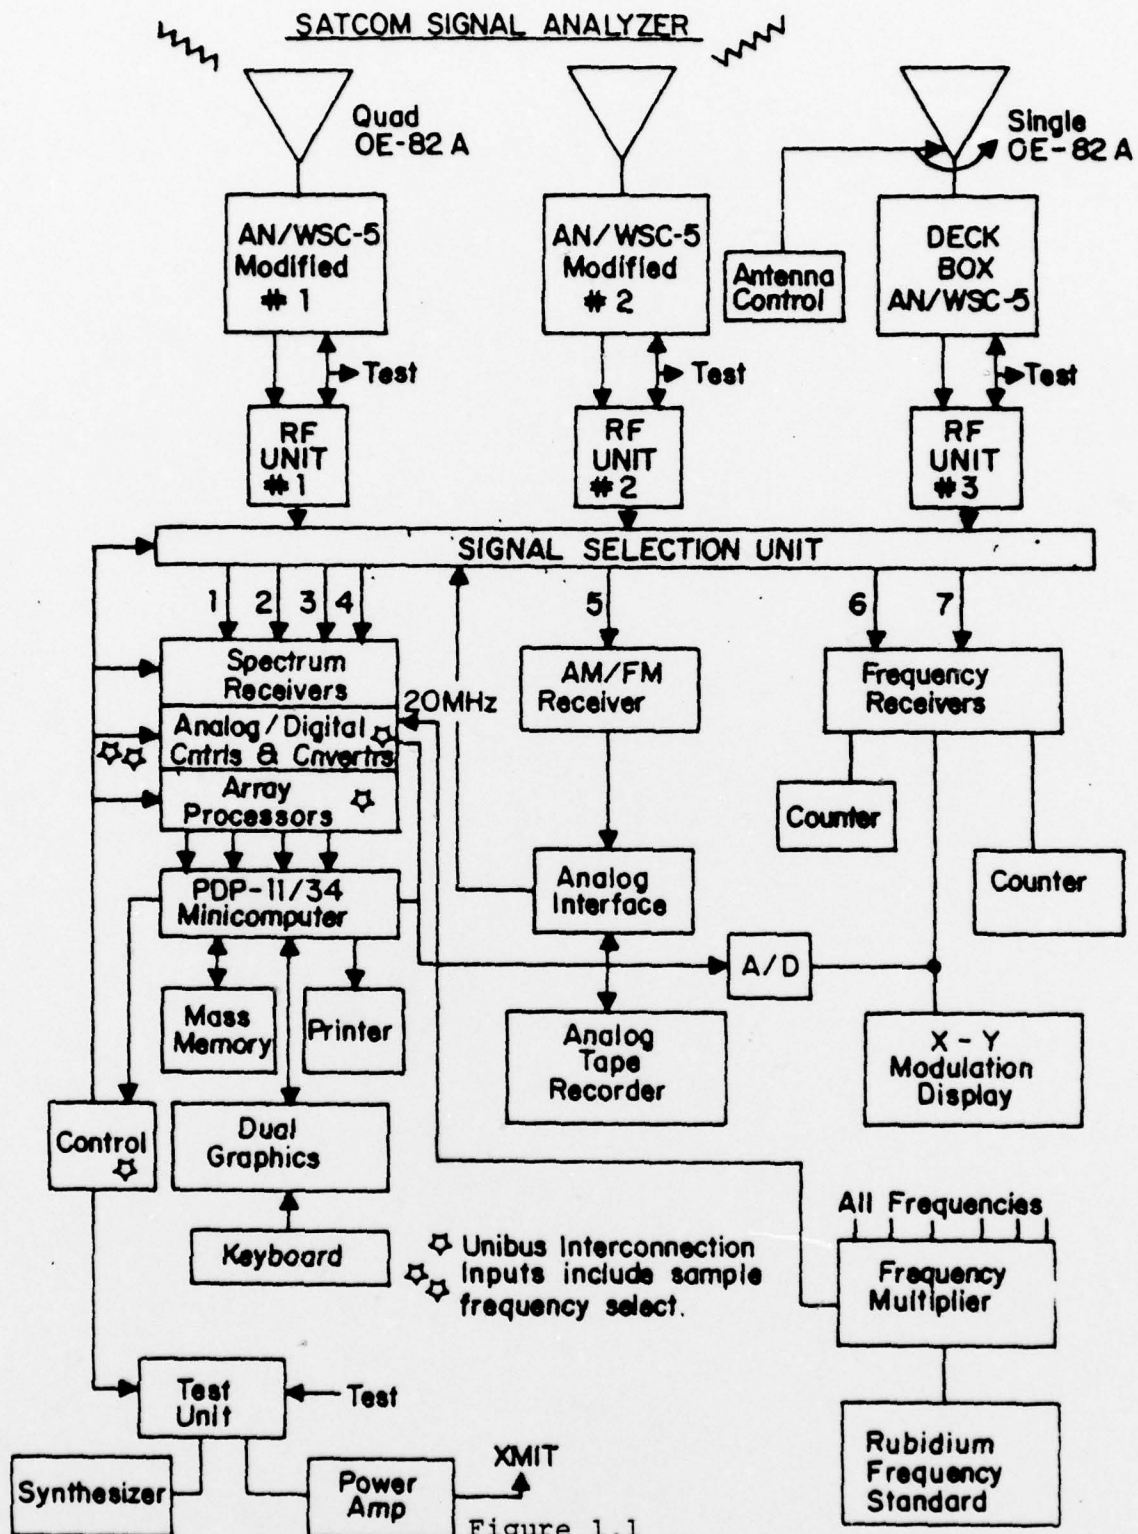 SATCOM SIGNAL ANALYZER
Quad
OE-82 A
Single
OE-82 A
AN/WSC-5
Modified
#1
AN/WSC-5
Modified
#2
Antenna
Control
DECK
BOX
AN/WSC-5
Test
Test
Test
RF
UNIT
#1
RF
UNIT
#2
RF
UNIT
#3
SIGNAL SELECTION UNIT
1 2 3 4 5 6 7
Spectrum
Receivers
20MHz
AM/FM
Receiver
Frequency
Receivers
Analog/Digital
Cntrls & Cnvertrs
Array
Processors
Counter
Counter
PDP-11/34
Minicomputer
Analog
Interface
A/D
Mass
Memory
Printer
Analog
Tape
Recorder
X-Y
Modulation
Display
Control
Dual
Graphics
Keyboard
Unibus Interconnection
Inputs include sample
frequency select.
All Frequencies
Frequency
Multiplier
Test
Unit
Test
Rubidium
Frequency
Standard
Synthesizer
Power
Amp
XMIT
Figure 1.1